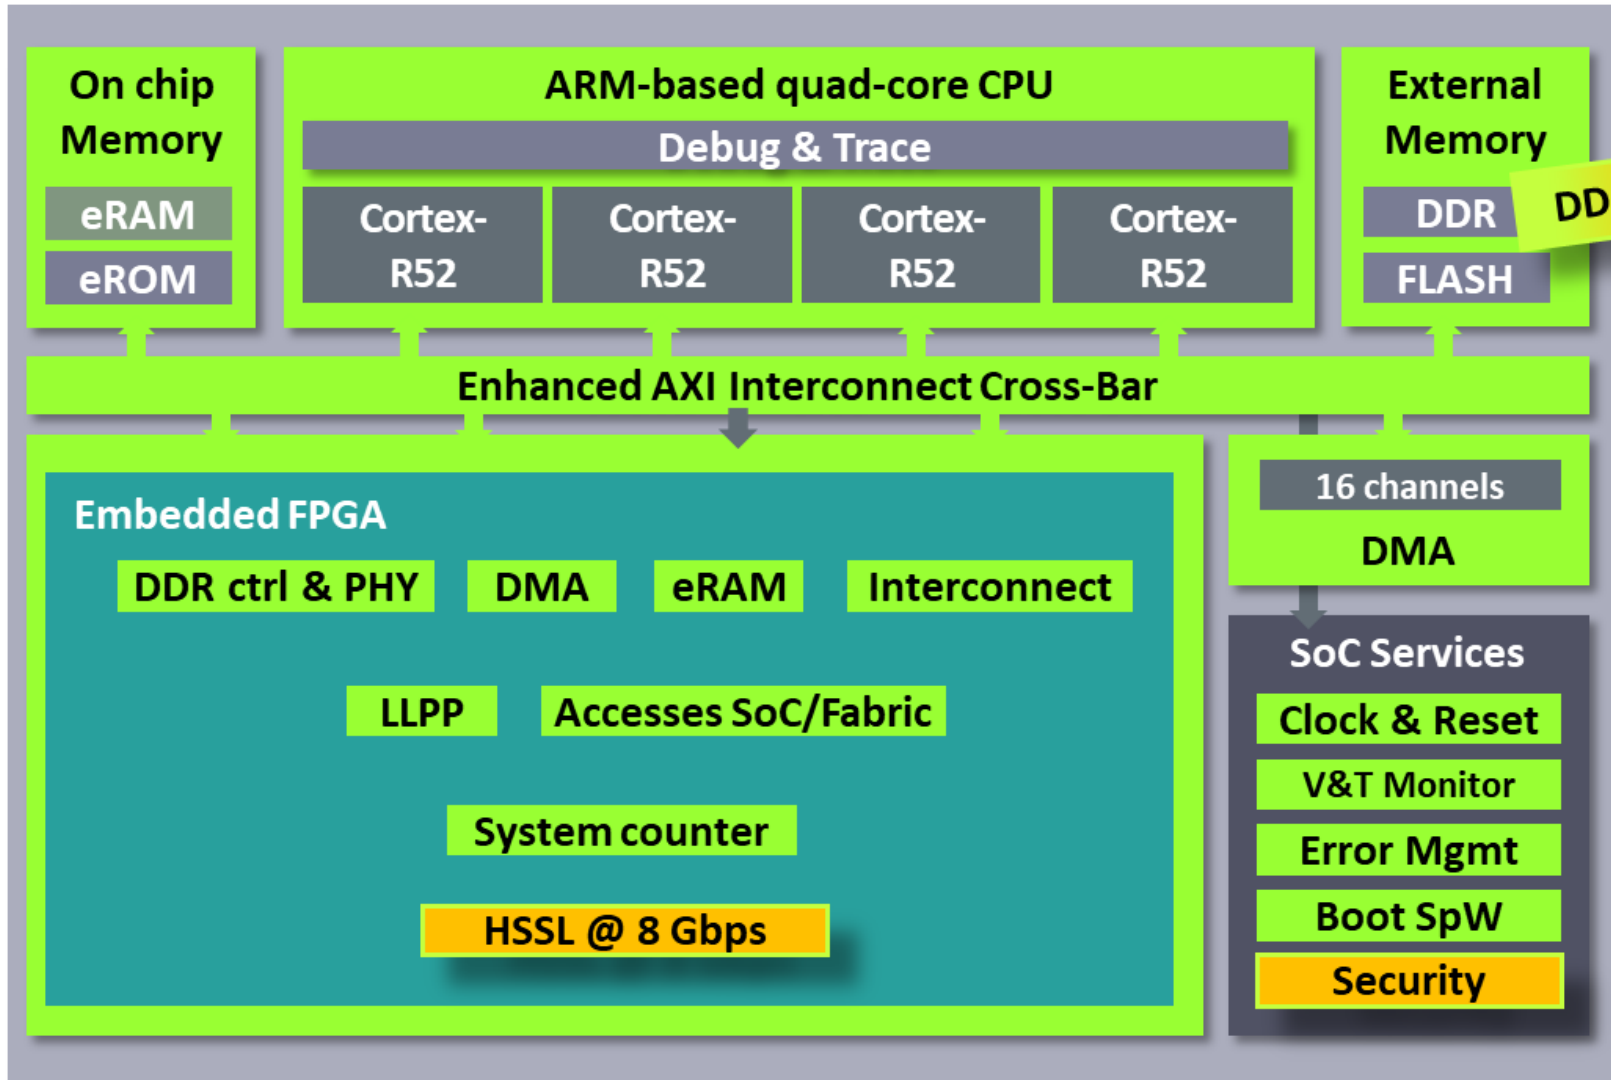 On chip
Memory
eRAM
eROM
ARM-based quad-core CPU
Debug & Trace
Cortex-
R52
Cortex-
R52
Cortex-
R52
Cortex-
R52
External
Memory
DDR
FLASH
Enhanced AXI Interconnect Cross-Bar
Embedded FPGA
DDR ctrl & PHY
DMA
eRAM
Interconnect
LLPP
Accesses SoC/Fabric
System counter
HSSL @ 8 Gbps
16 channels
DMA
SoC Services
Clock & Reset
V&T Monitor
Error Mgmt
Boot SpW
Security